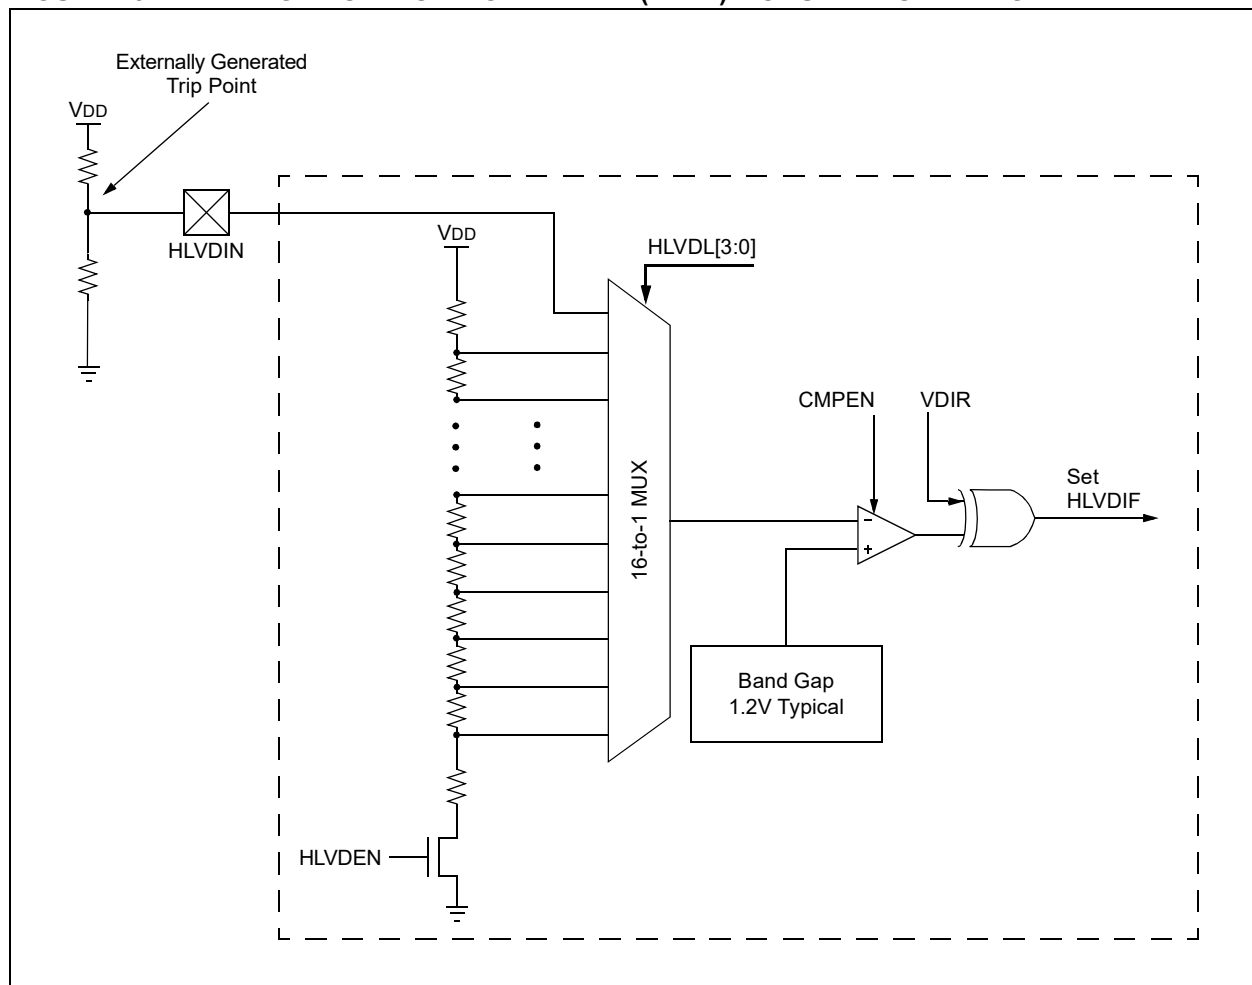 Externally Generated
Trip Point
VDD
HLVDIN
VDD
HLVDL[3:0]
16-to-1 MUX
CMPEN
VDIR
Set
HLVDIF
-
+
Band Gap
1.2V Typical
HLVDEN